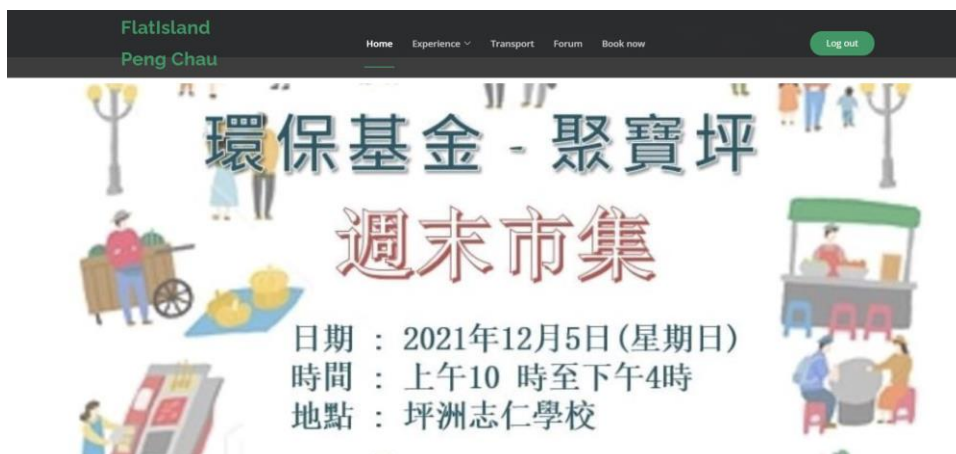 FlatIsland
Peng Chau
Home Experience Transport Forum Book now Log out
環保基金 - 聚寶坪
週末市集
日期 : 2021年12月5日(星期日)
時間 : 上午10 時至下午4時
地點 : 坪洲志仁學校